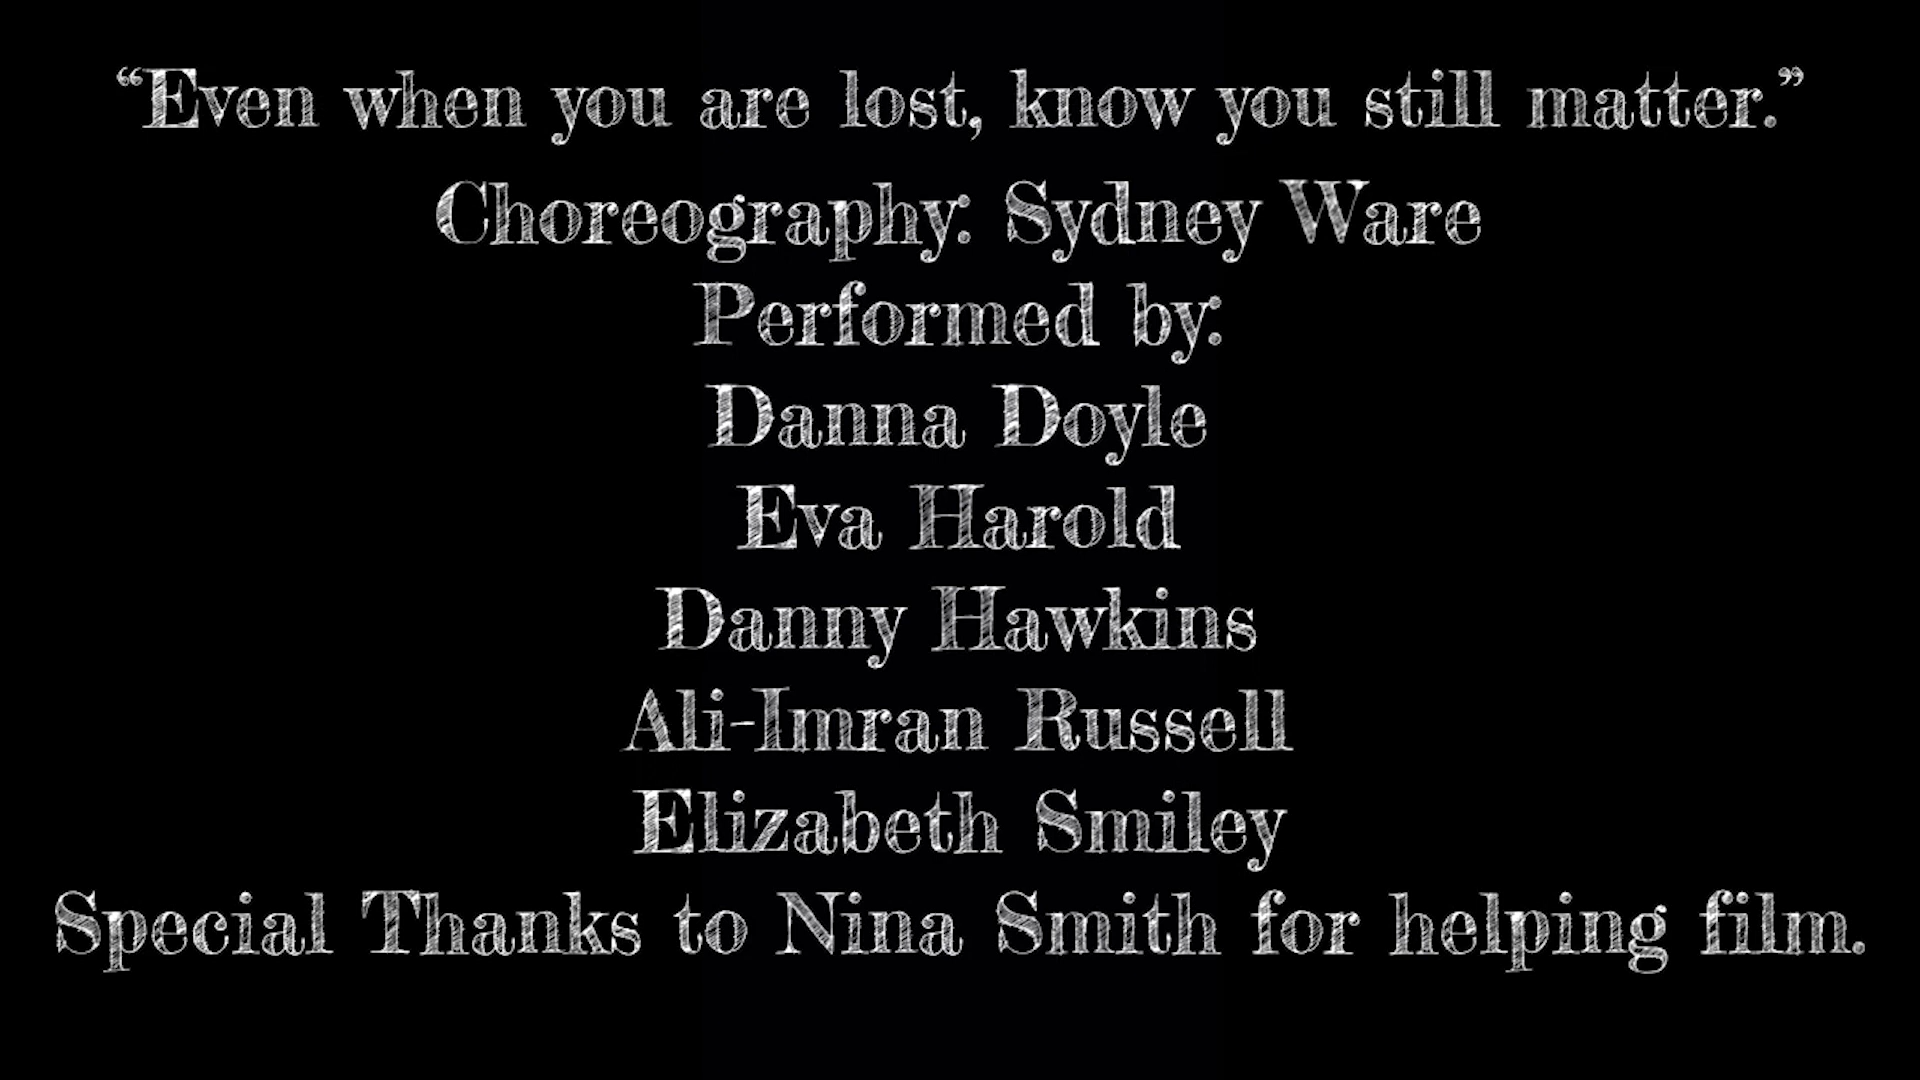 “Even when you are lost, know you still matter.”
Choreography: Sydney Ware
Performed by:
Danna Doyle
Eva Harold
Danny Hawkins
Ali-Imran Russell
Elizabeth Smiley
Special Thanks to Nina Smith for helping film.